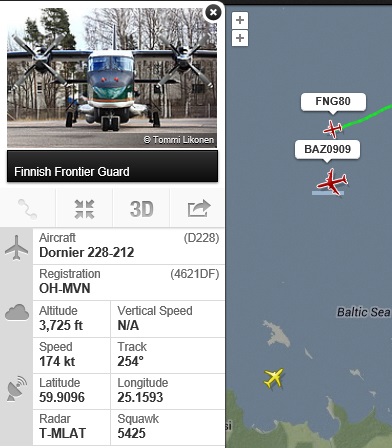 © Tommi Likonen
Finnish Frontier Guard
3D
Aircraft (D228)
Dornier 228-212
Registration (4621DF)
OH-MVN
Altitude
3,725 ft
Vertical Speed
N/A
Speed
174 kt
Track
254°
Latitude
59.9096
Longitude
25.1593
Radar
T-MLAT
Squawk
5425
+
+
FNG80
BAZ0909
Baltic Sea
si